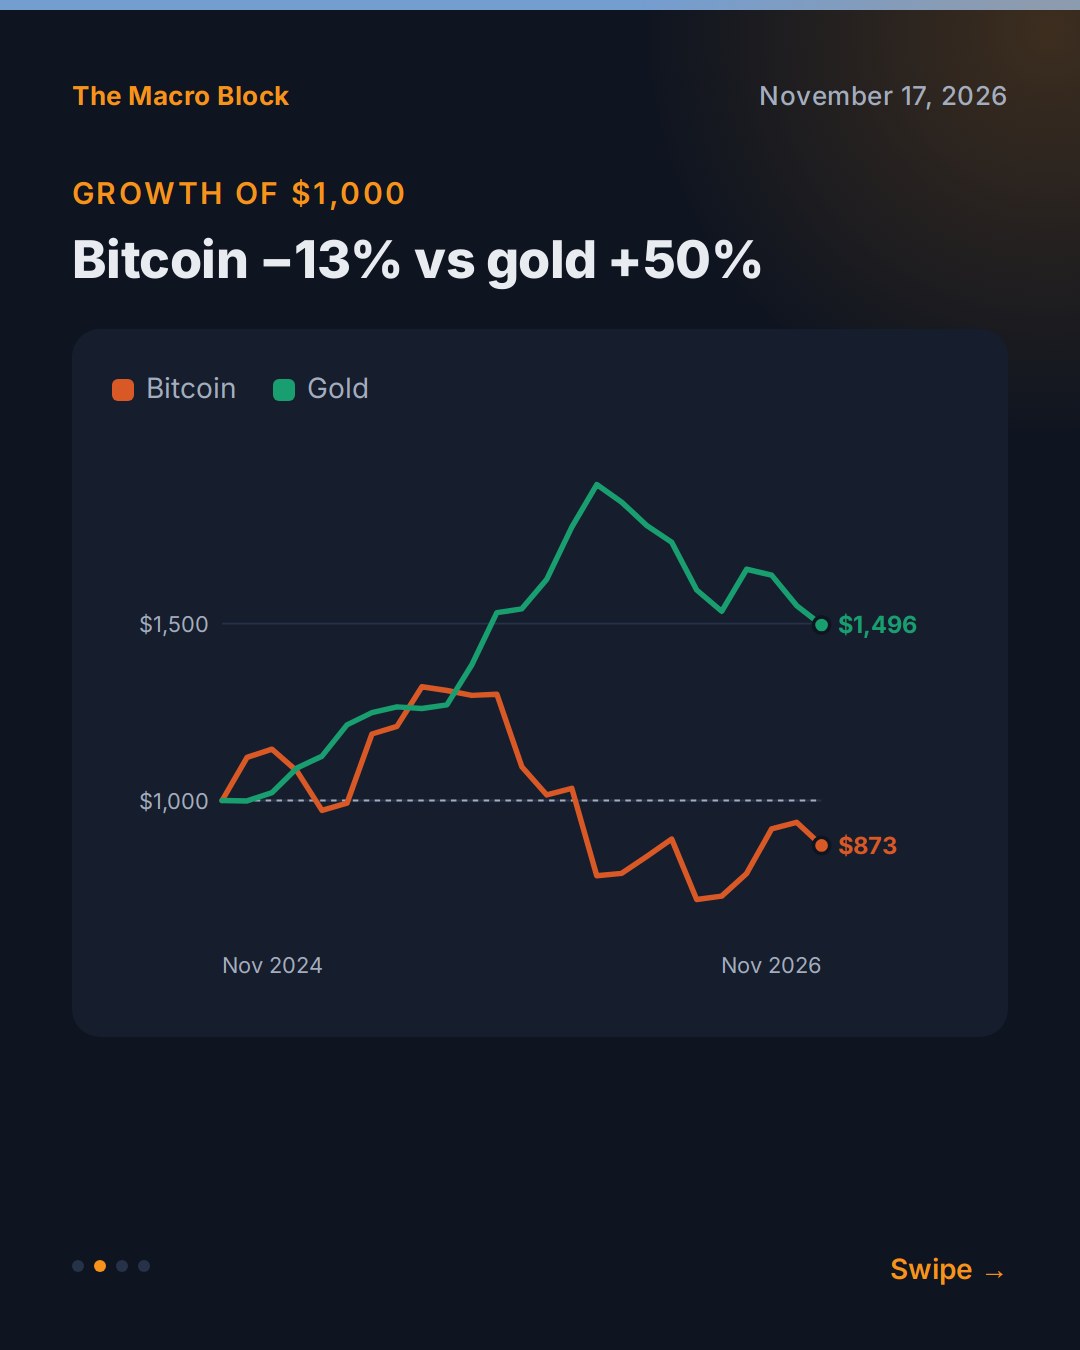 The Macro Block
November 17, 2026
GROWTH OF $1,000
Bitcoin −13% vs gold +50%
Bitcoin
Gold
$1,500
$1,496
$1,000
$873
Nov 2024
Nov 2026
Swipe →